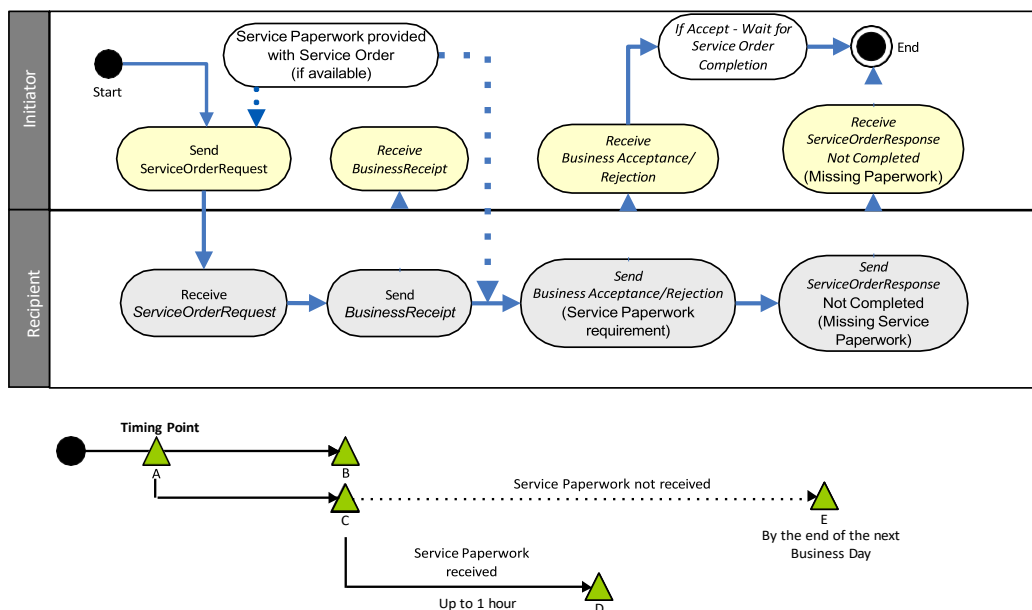 Initiator
Start
Service Paperwork provided
with Service Order
(if available)
If Accept - Wait for
Service Order
Completion
End
Send
ServiceOrderRequest
Receive
BusinessReceipt
Receive
Business Acceptance/
Rejection
Receive
ServiceOrderResponse
Not Completed
(Missing Paperwork)
Recipient
Receive
ServiceOrderRequest
Send
BusinessReceipt
Send
Business Acceptance/Rejection
(Service Paperwork
requirement)
Send
ServiceOrderResponse
Not Completed
(Missing Service
Paperwork)
Timing Point
A
B
C
Service Paperwork not received
E
By the end of the next
Business Day
Service Paperwork
received
Up to 1 hour
D